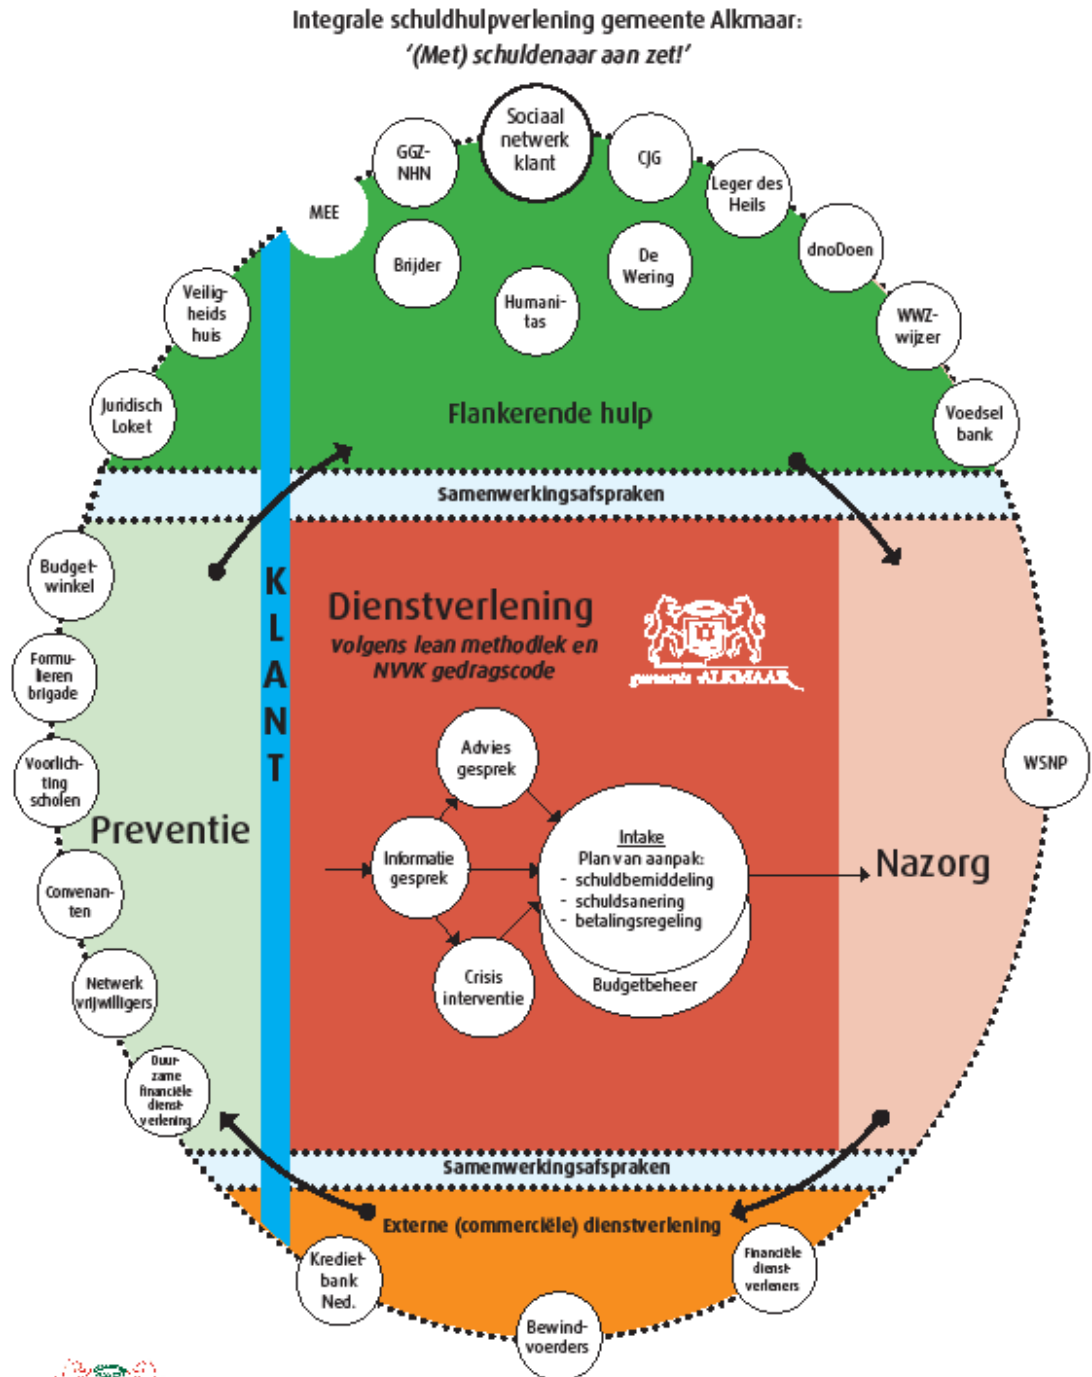 Integrale schuldhulpverlening gemeente Alkmaar:
‘(Met) schuldenaar aan zet!’
Sociaal
netwerk
klant
GGZ-
NHN
CJG
MEE
Leger des
Heils
Brijder
De
Wering
dnoDoen
Veilig-
heids
huis
Humani-
tas
WWZ-
wijzer
Juridisch
Loket
Flankerende hulp
Voedsel
bank
Samenwerkingsafspraken
Budget-
winkel
Formu-
lieren
brigade
Voorlich-
ting
scholen
Preventie
Convenan-
ten
Netwerk
vrijwilligers
Duur-
zame
financiële
dienst-
verlening
K
L
A
N
T
Dienstverlening
volgens lean methodiek en
NVVK gedragscode
gemeente ALKMAAR
Advies
gesprek
Informatie
gesprek
Crisis
interventie
Intake
Plan van aanpak:
- schuldbemiddeling
- schuldsanering
- betalingsregeling
Budgetbeheer
Nazorg
WSNP
Samenwerkingsafspraken
Externe (commerciële) dienstverlening
Krediet-
bank
Ned.
Bewind-
voerders
Financiële
dienst-
verleners